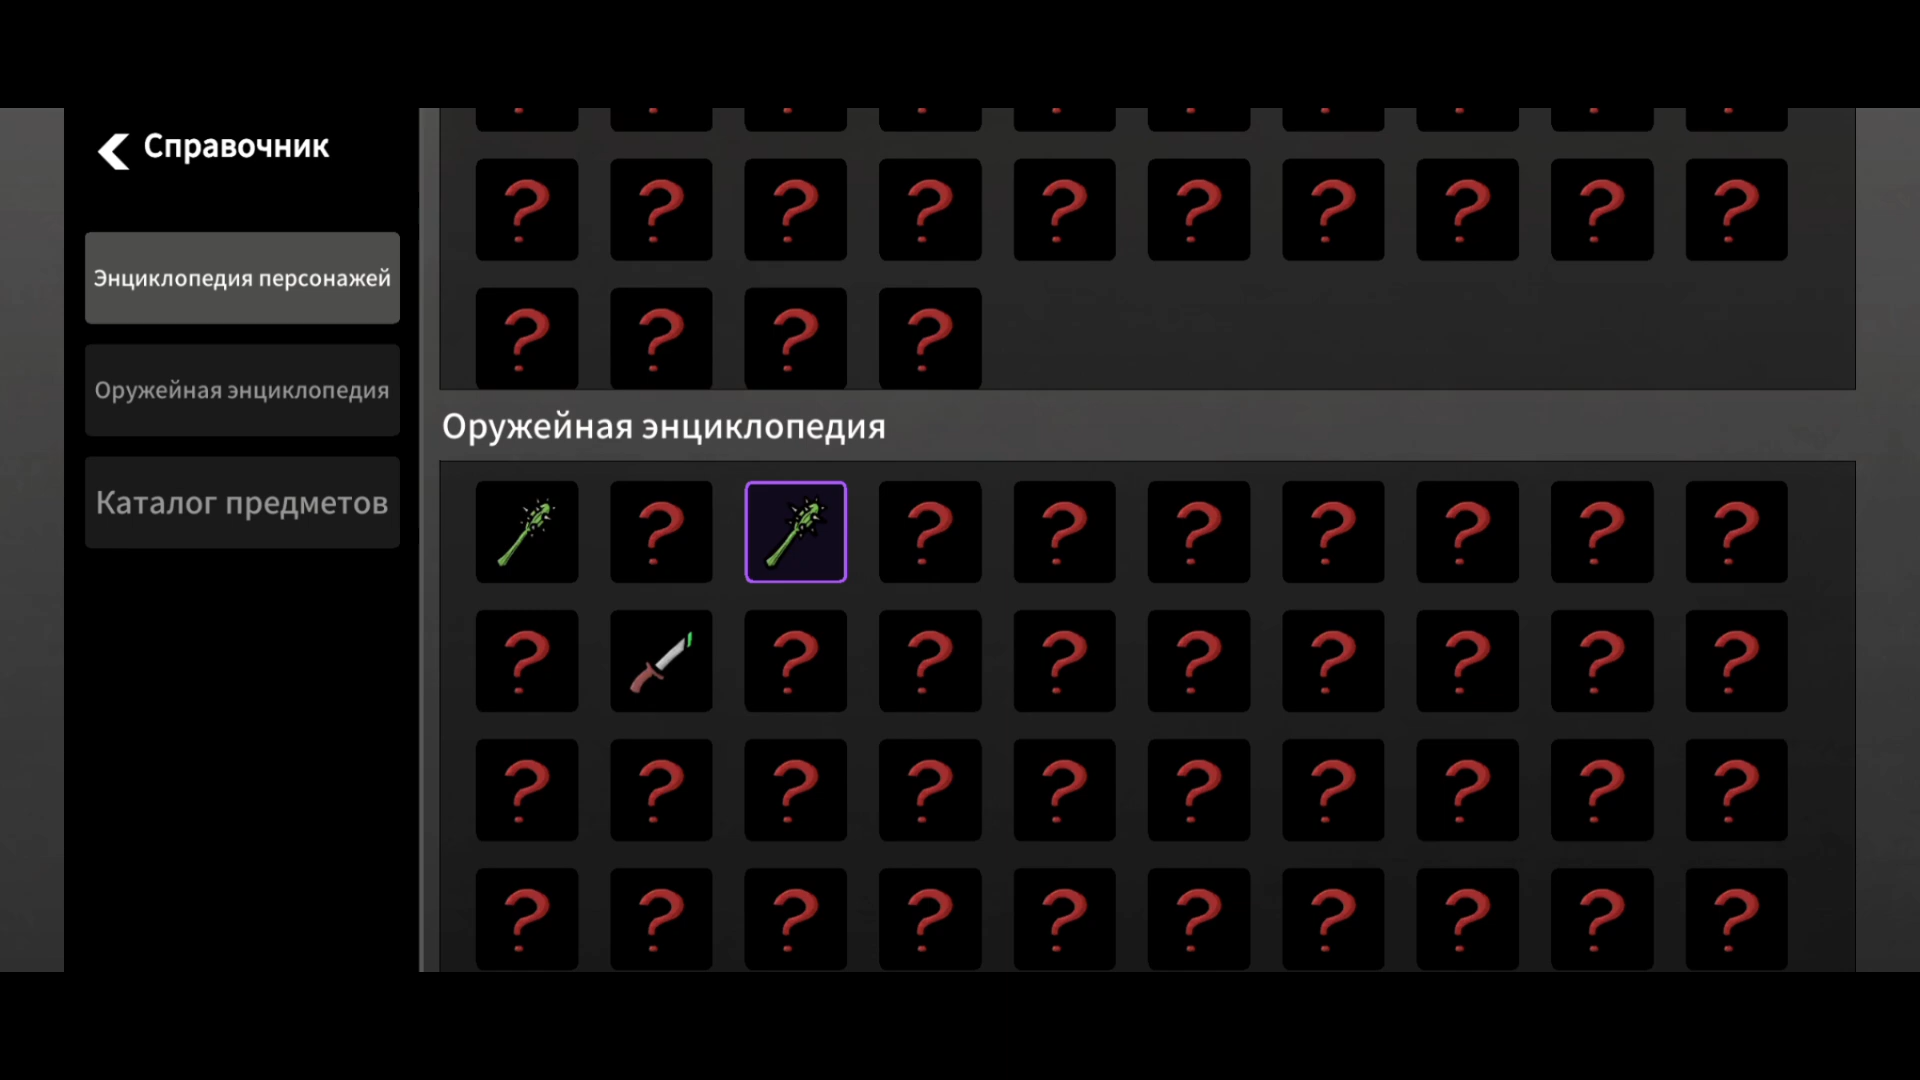 Справочник
Энциклопедия персонажей
Оружейная энциклопедия
Каталог предметов
? ? ? ? ? ? ? ? ? ?
? ? ? ?
Оружейная энциклопедия
? ? ? ? ? ? ? ?
? ? ? ? ? ? ? ? ?
? ? ? ? ? ? ? ? ? ?
? ? ? ? ? ? ? ? ? ?